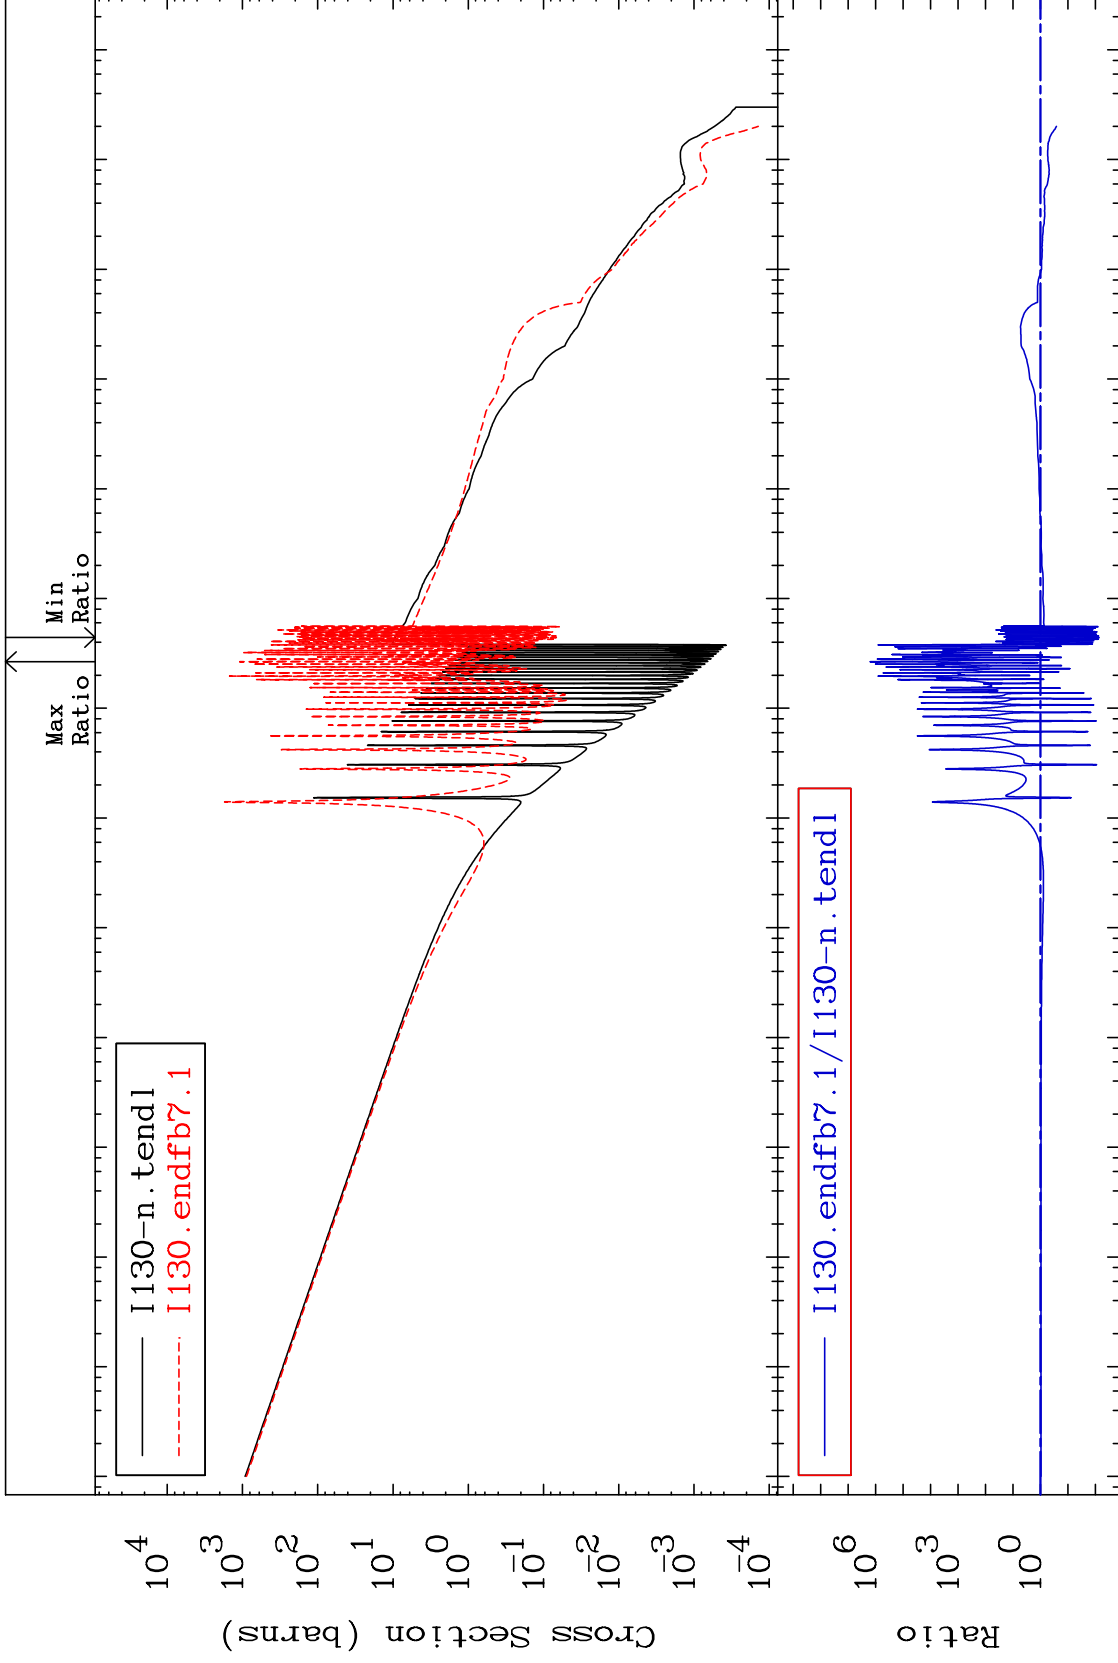 Max
Ratio
Min
Ratio
I130-n.tendl
I130.endfb7.1
10 4
10 3
10 2
10 1
10 0
10 -1
10 -2
10 -3
10 -4
Cross Section (barns)
I130.endfb7.1/I130-n.tendl
10 6
10 3
10 0
Ratio